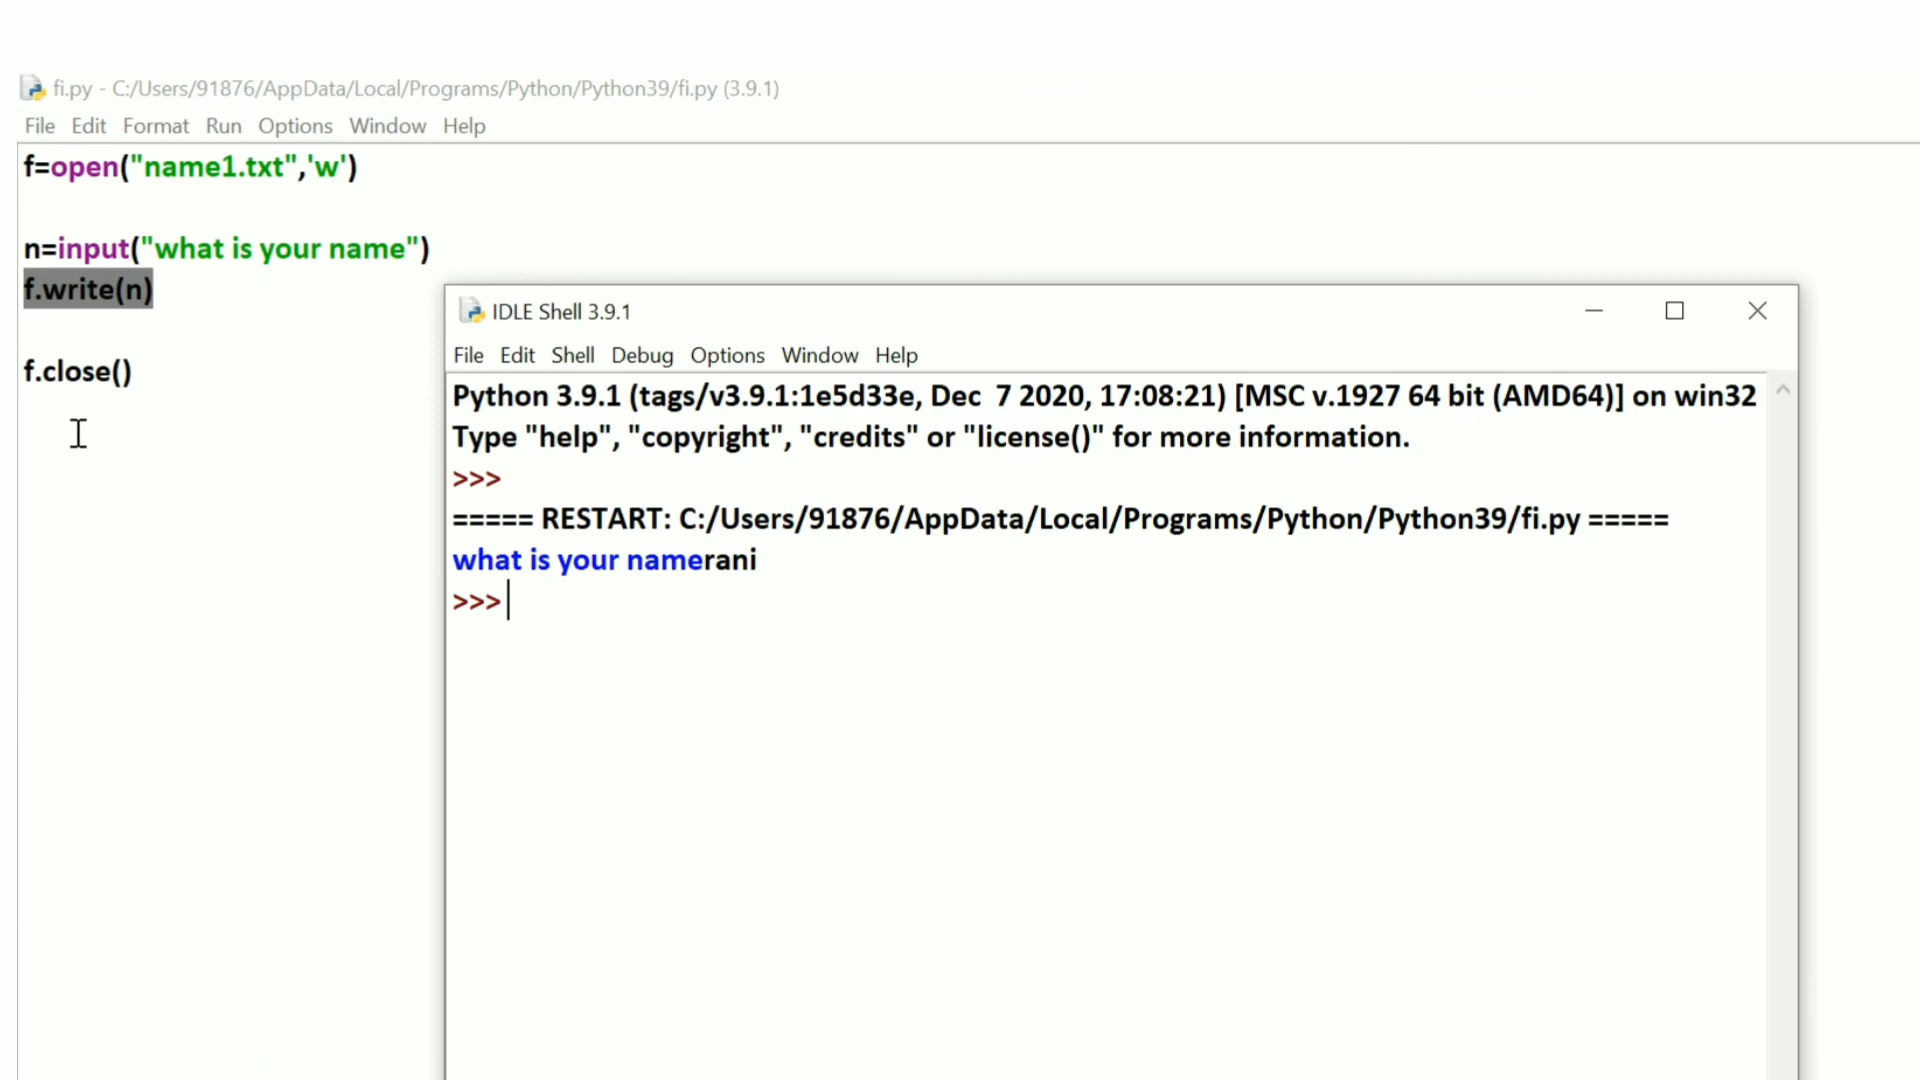 fi.py - C:/Users/91876/AppData/Local/Programs/Python/Python39/fi.py (3.9.1)
File Edit Format Run Options Window Help
f=open("name1.txt",'w')
n=input("what is your name")
f.write(n)
f.close()
IDLE Shell 3.9.1
File Edit Shell Debug Options Window Help
Python 3.9.1 (tags/v3.9.1:1e5d33e, Dec  7 2020, 17:08:21) [MSC v.1927 64 bit (AMD64)] on win32
Type "help", "copyright", "credits" or "license()" for more information.
>>>
===== RESTART: C:/Users/91876/AppData/Local/Programs/Python/Python39/fi.py =====
what is your namerani
>>>